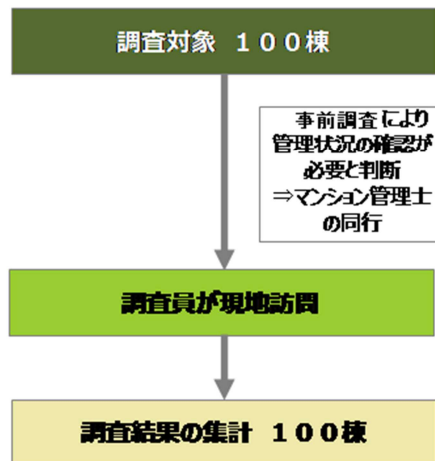 調査対象 １００棟
事前調査により
管理状況の確認が
必要と判断
⇒マンション管理士
の同行
調査員が現地訪問
調査結果の集計 １００棟